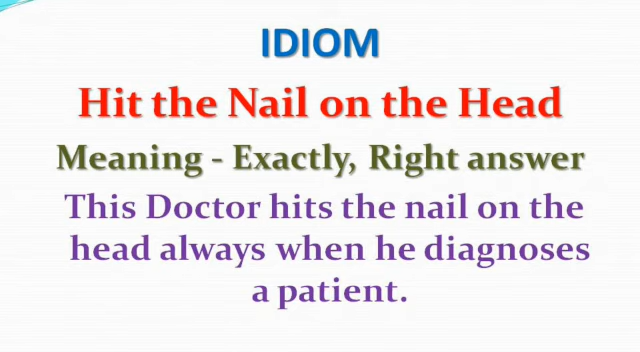 IDIOM
Hit the Nail on the Head
Meaning - Exactly, Right answer
This Doctor hits the nail on the
head always when he diagnoses
a patient.